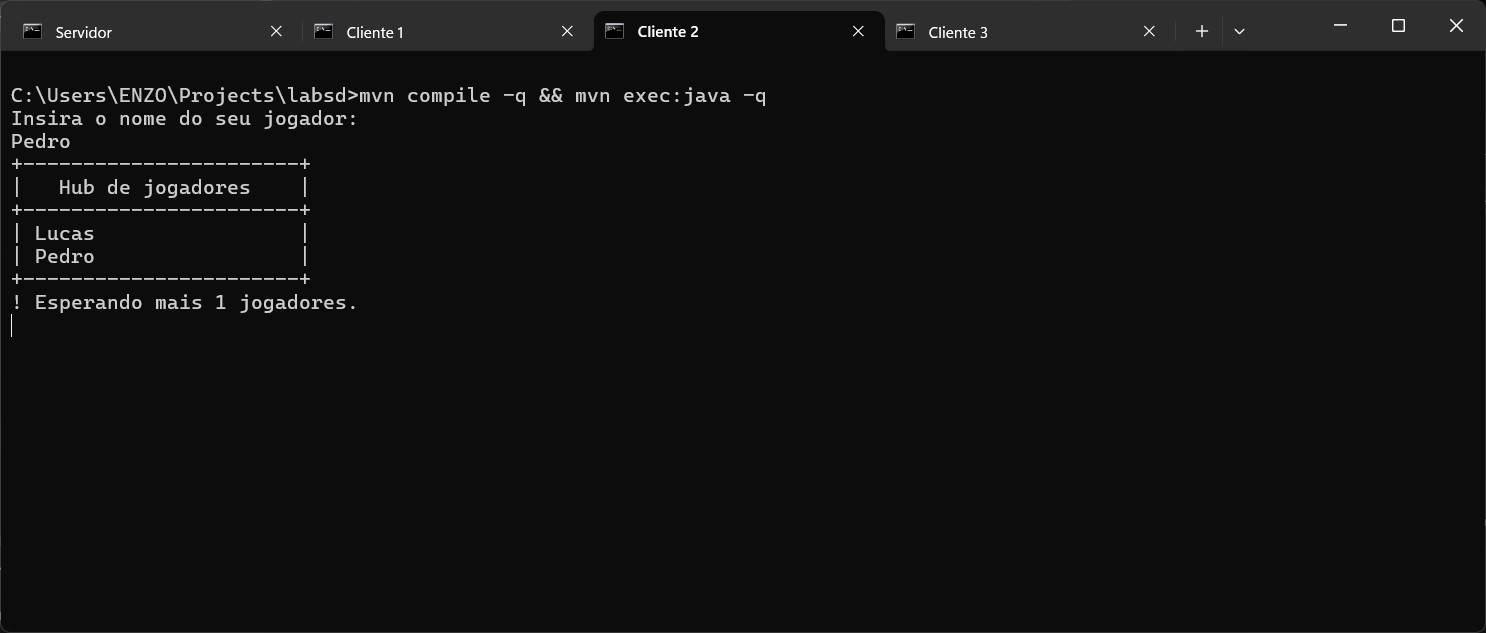 Servidor
Cliente 1
Cliente 2
Cliente 3
C:\Users\ENZO\Projects\labsd>mvn compile -q && mvn exec:java -q
Insira o nome do seu jogador:
Pedro
+-----------------------+
|   Hub de jogadores    |
+-----------------------+
| Lucas                 |
| Pedro                 |
+-----------------------+
! Esperando mais 1 jogadores.